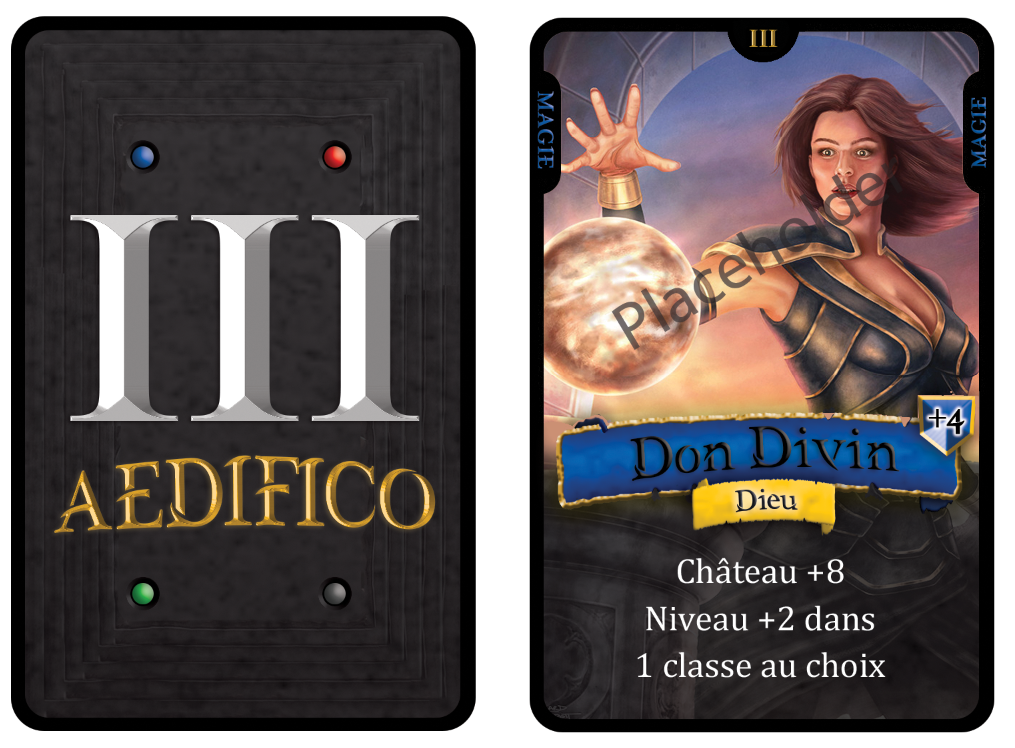 III
AEDIFICO
III
MAGIE
MAGIE
Placeholder
+4
Don Divin
Dieu
Château +8
Niveau +2 dans
1 classe au choix